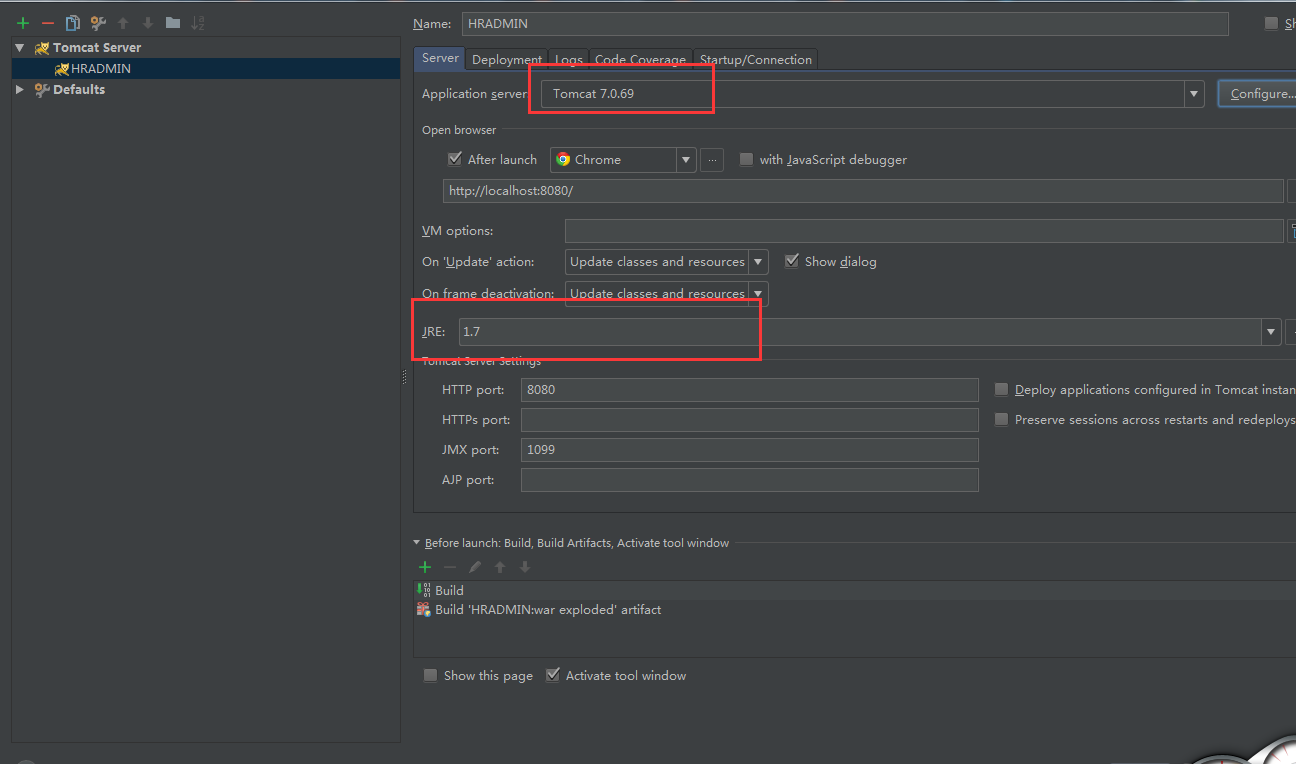 Name: HRADMIN
Tomcat Server
HRADMIN
Defaults
Server Deployment Logs Code Coverage Startup/Connection
Application server: Tomcat 7.0.69 Configure...
Open browser
After launch Chrome ... with JavaScript debugger
http://localhost:8080/
VM options:
On 'Update' action: Update classes and resources Show dialog
On frame deactivation: Update classes and resources
JRE: 1.7
Tomcat Server Settings
HTTP port: 8080 Deploy applications configured in Tomcat instan
HTTPs port: Preserve sessions across restarts and redeploys
JMX port: 1099
AJP port:
Before launch: Build, Build Artifacts, Activate tool window
Build
Build 'HRADMIN:war exploded' artifact
Show this page Activate tool window